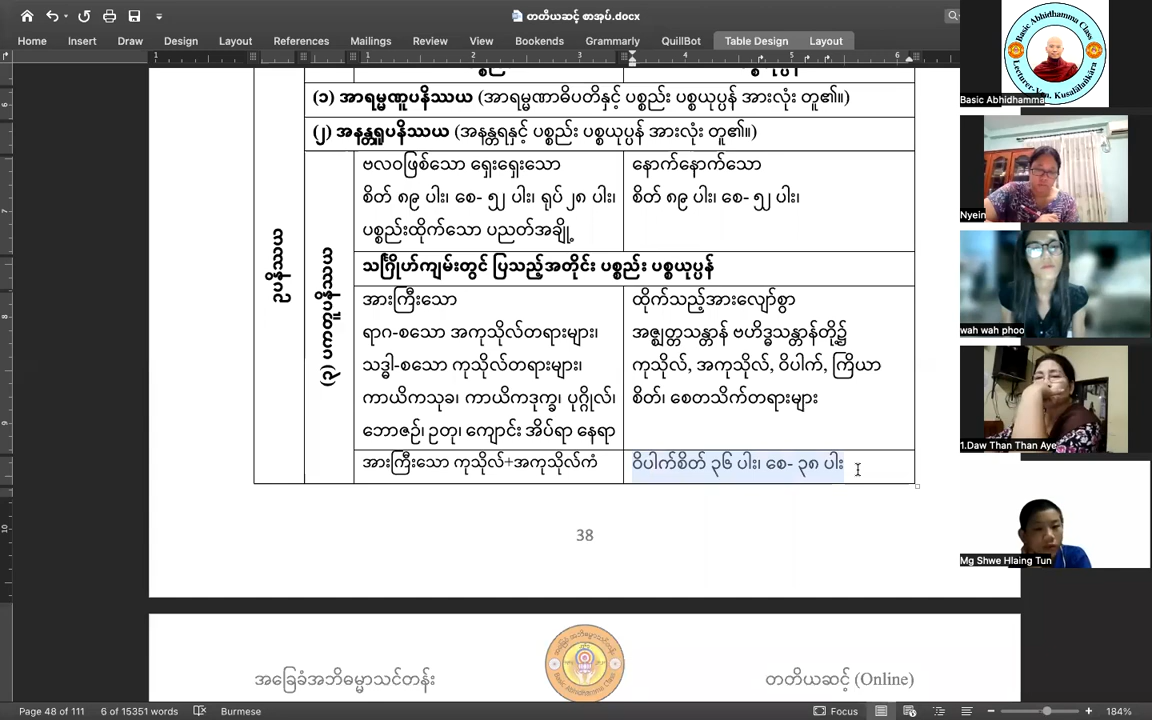 တတိယဆင့် စာအုပ်.docx
Home Insert Draw Design Layout References Mailings Review View Bookends Grammarly QuillBot Table Design Layout
(၁) အာရမ္မဏူပနိဿယ (အာရမ္မဏာဓိပတိနှင့် ပစ္စည်း ပစ္စယုပ္ပန် အားလုံး တူ၏။)
(၂) အနန္တရူပနိဿယ (အနန္တရနှင့် ပစ္စည်း ပစ္စယုပ္ပန် အားလုံး တူ၏။)
ဥပနိဿယ
(၃) ပကတူပနိဿယ
ဗလဝဖြစ်သော ရှေးရှေးသော
စိတ် ၈၉ ပါး၊ စေ- ၅၂ ပါး၊ ရုပ် ၂၈ ပါး၊
ပစ္စည်းထိုက်သော ပညတ်အချို့
နောက်နောက်သော
စိတ် ၈၉ ပါး၊ စေ- ၅၂ ပါး၊
သင်္ဂြိုဟ်ကျမ်းတွင် ပြသည့်အတိုင်း ပစ္စည်း ပစ္စယုပ္ပန်
အားကြီးသော
ရာဂ-စသော အကုသိုလ်တရားများ၊
သဒ္ဓါ-စသော ကုသိုလ်တရားများ၊
ကာယိကသုခ၊ ကာယိကဒုက္ခ၊ ပုဂ္ဂိုလ်၊
ဘောဇဉ်၊ ဥတု၊ ကျောင်း အိပ်ရာ နေရာ
ထိုက်သည့်အားလျော်စွာ
အဇ္ဈတ္တသန္တာန် ဗဟိဒ္ဓသန္တာန်တို့၌
ကုသိုလ်, အကုသိုလ်, ဝိပါက်, ကြိယာ
စိတ်၊ စေတသိက်တရားများ
အားကြီးသော ကုသိုလ်+အကုသိုလ်ကံ
ဝိပါက်စိတ် ၃၆ ပါး၊ စေ- ၃၈ ပါး
38
အခြေခံအဘိဓမ္မာသင်တန်း
Basic Abhidhamma Class
တတိယဆင့် (Online)
Page 48 of 111 6 of 15351 words Burmese Focus 184%
Basic Abhidhamma Class
Lecturer-Ven. Kusalālaṅkāra
Basic Abhidhamma
Nyein
wah wah phoo
1.Daw Than Than Aye
Mg Shwe Hlaing Tun